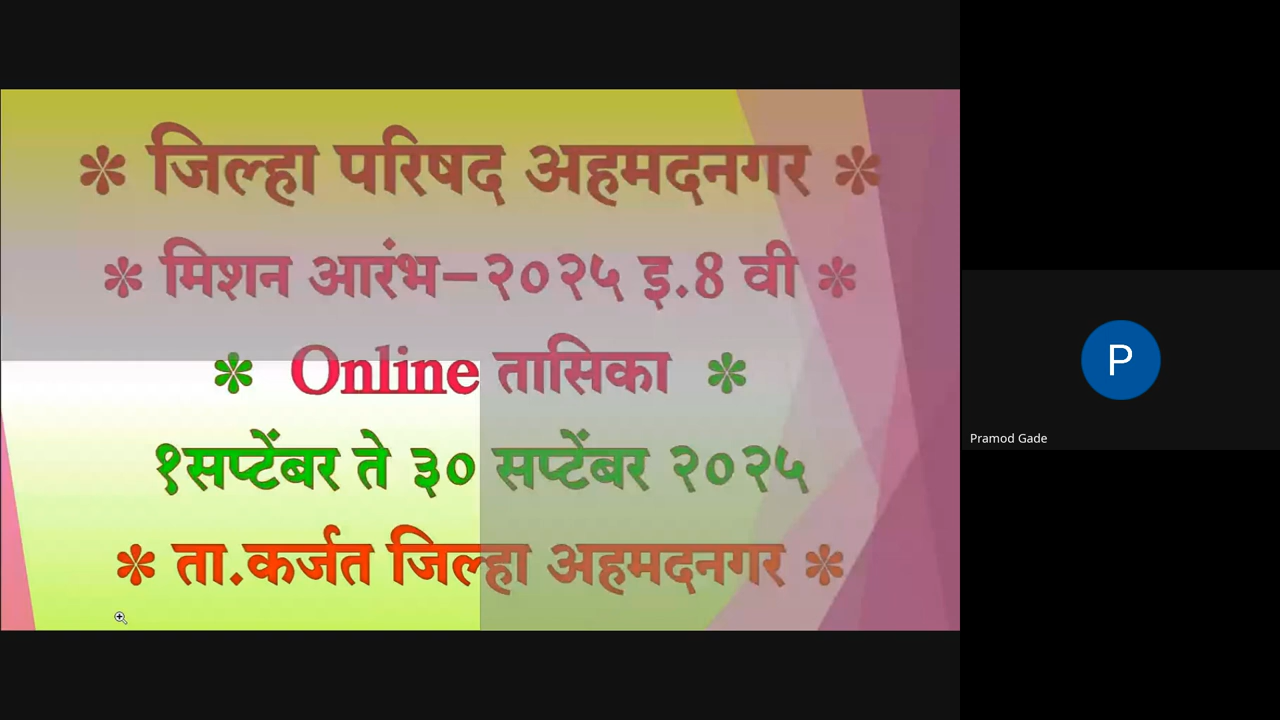 ✽ जिल्हा परिषद अहमदनगर ✽
✽ मिशन आरंभ–२०२५ इ.8 वी ✽
✽ Online तासिका ✽
१सप्टेंबर ते ३० सप्टेंबर २०२५
✽ ता.कर्जत जिल्हा अहमदनगर ✽
P
Pramod Gade